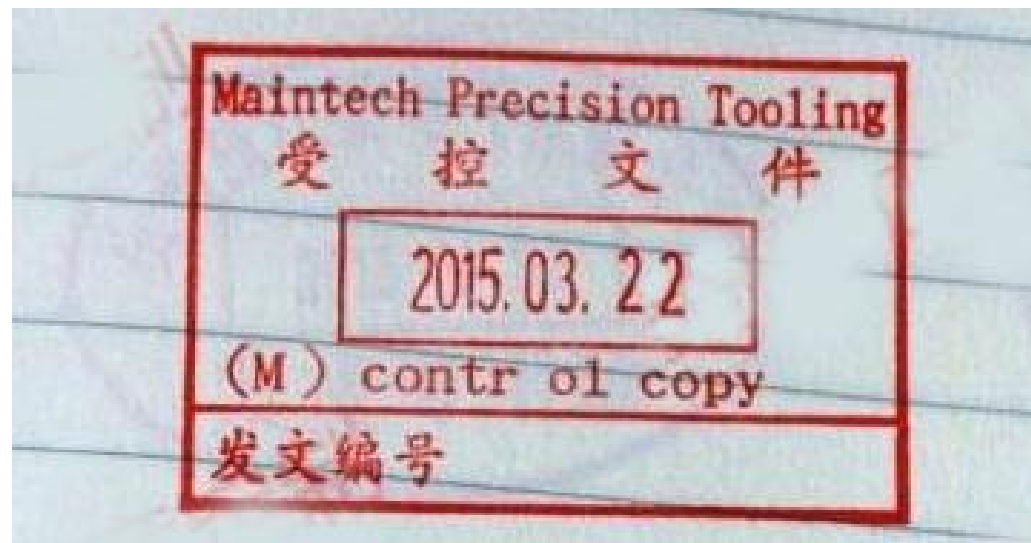 Maintech Precision Tooling
受控文件
2015.03.22
(M) contr ol copy
发文编号